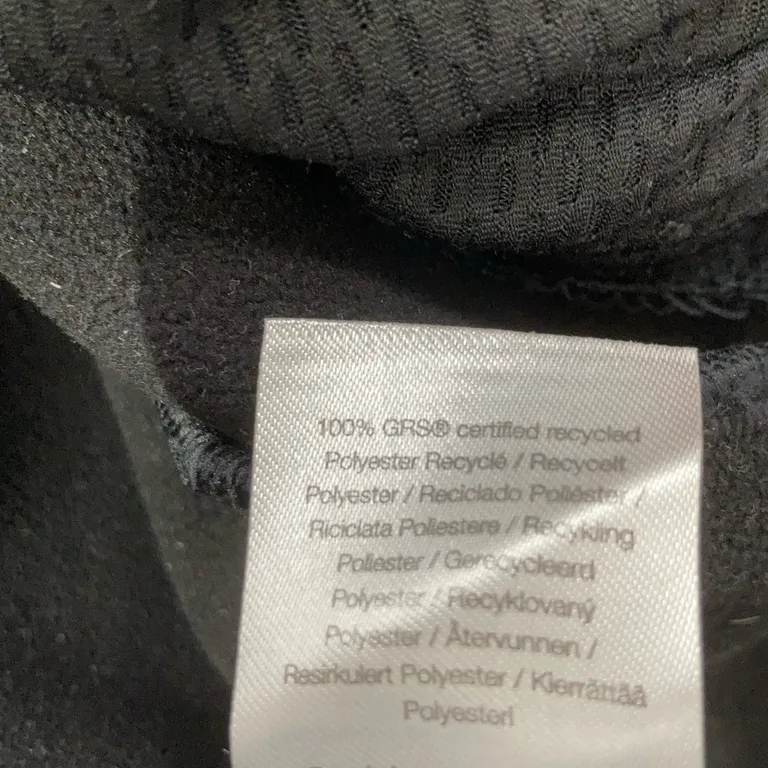 100% GRS® certified recycled
Polyester Recyclé / Recycelt
Polyester / Reciclado Poliéster /
Riciclata Poliestere / Recykling
Poliester / Gerecycleerd
Polyester / Recyklovaný
Polyester / Återvunnen /
Resirkulert Polyester / Kierrättää
Polyesteri